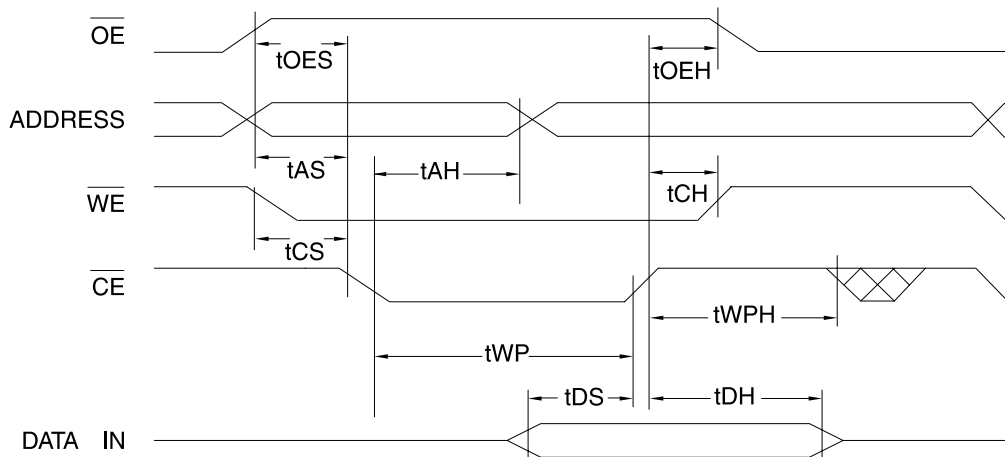 OE
tOES
tOEH
ADDRESS
tAS
tAH
tCH
WE
tCS
CE
tWPH
tWP
tDS
tDH
DATA IN